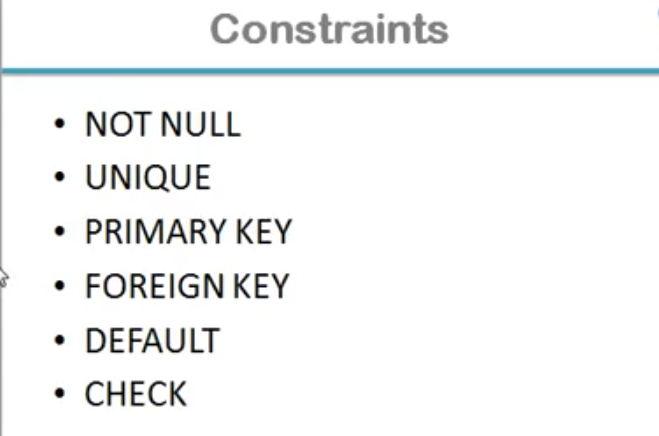 Constraints
• NOT NULL
• UNIQUE
• PRIMARY KEY
• FOREIGN KEY
• DEFAULT
• CHECK